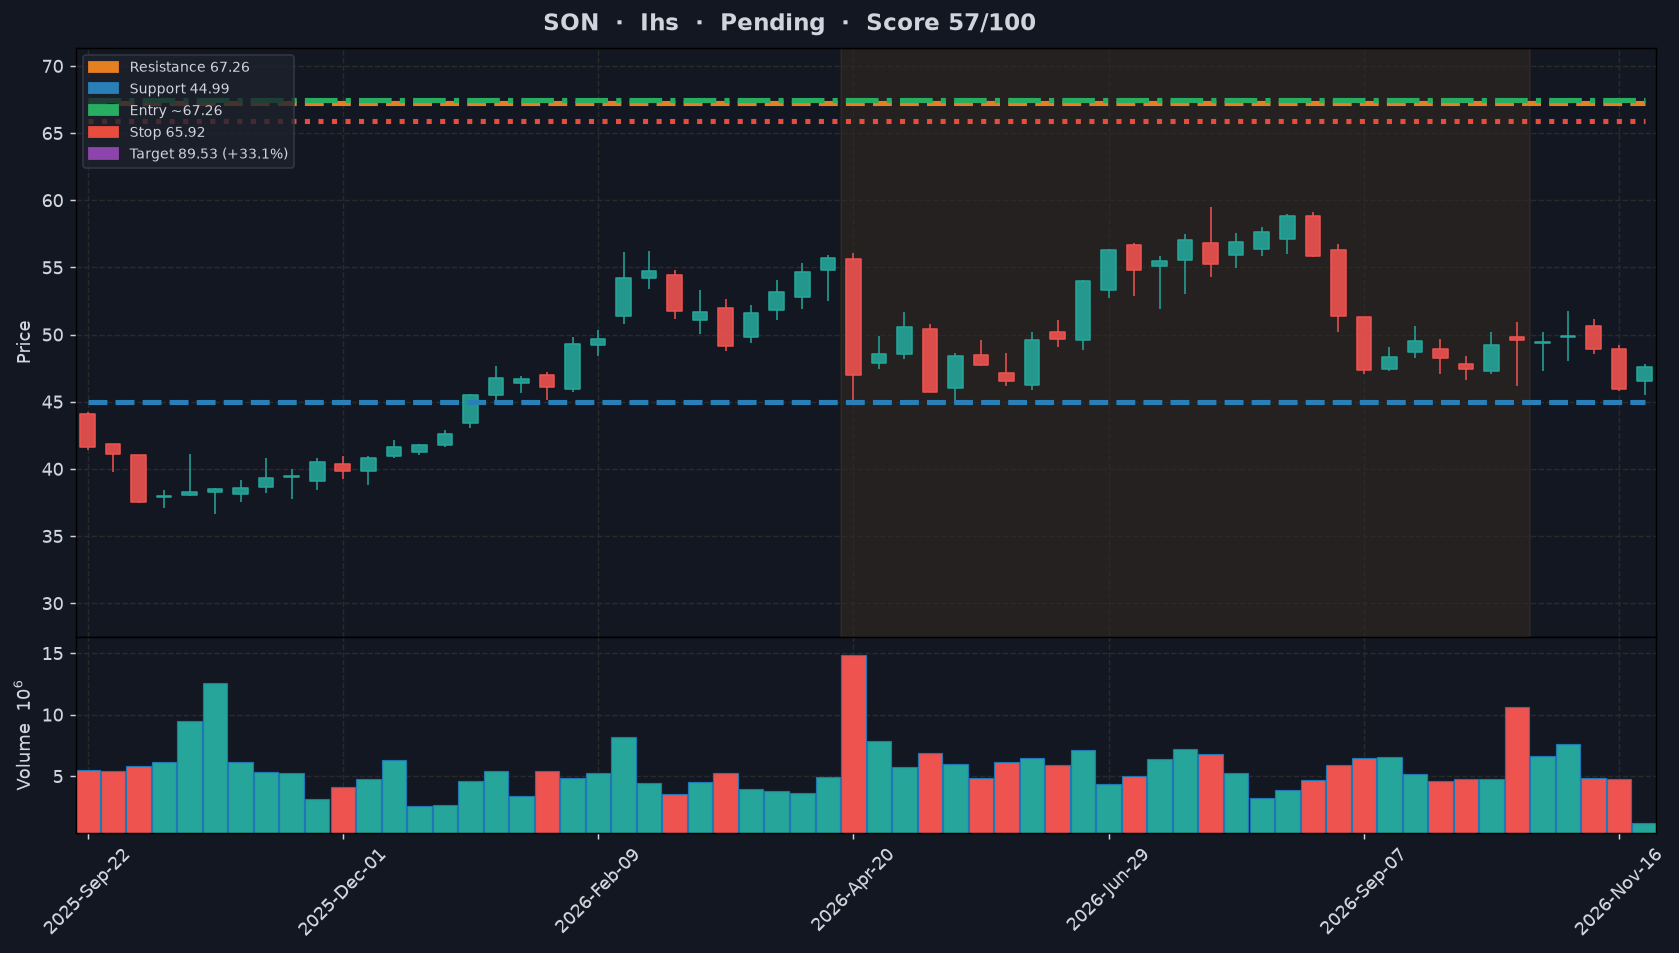 SON · Ihs · Pending · Score 57/100
Resistance 67.26
Support 44.99
Entry ~67.26
Stop 65.92
Target 89.53 (+33.1%)
Price
70
65
60
55
50
45
40
35
30
Volume 10⁶
15
10
5
2025-Sep-22
2025-Dec-01
2026-Feb-09
2026-Apr-20
2026-Jun-29
2026-Sep-07
2026-Nov-16